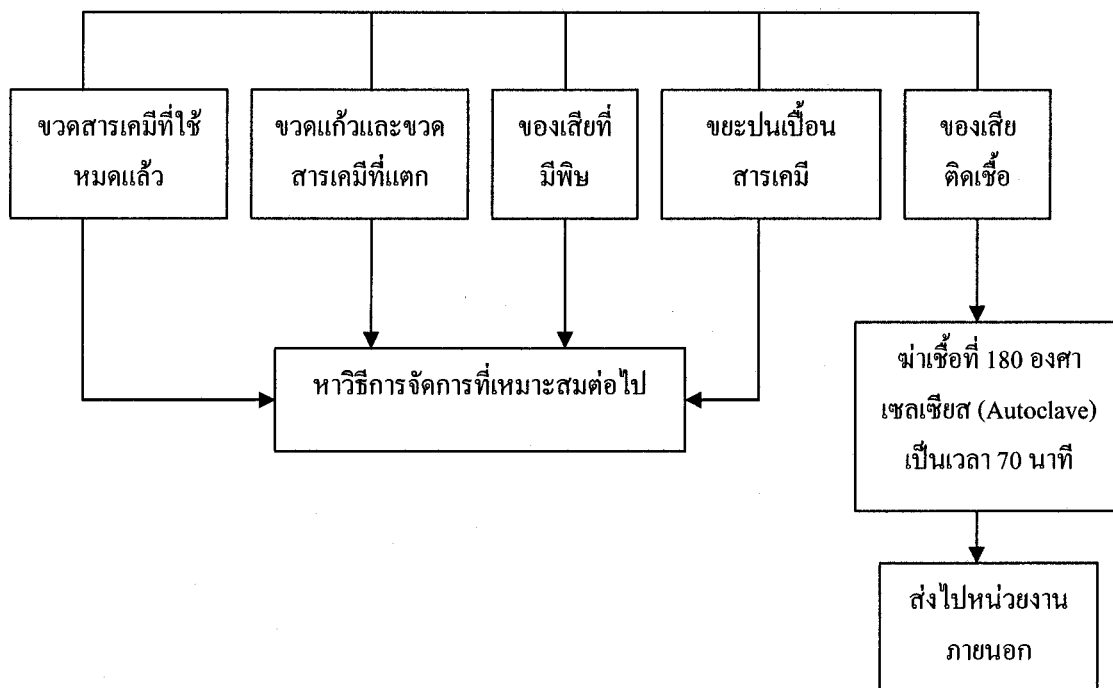 ขวดสารเคมีที่ใช้
หมดแล้ว
ขวดแก้วและขวด
สารเคมีที่แตก
ของเสียที่
มีพิษ
ขยะปนเปื้อน
สารเคมี
ของเสีย
ติดเชื้อ
หาวิธีการจัดการที่เหมาะสมต่อไป
ฆ่าเชื้อที่ 180 องศา
เซลเซียส (Autoclave)
เป็นเวลา 70 นาที
ส่งไปหน่วยงาน
ภายนอก